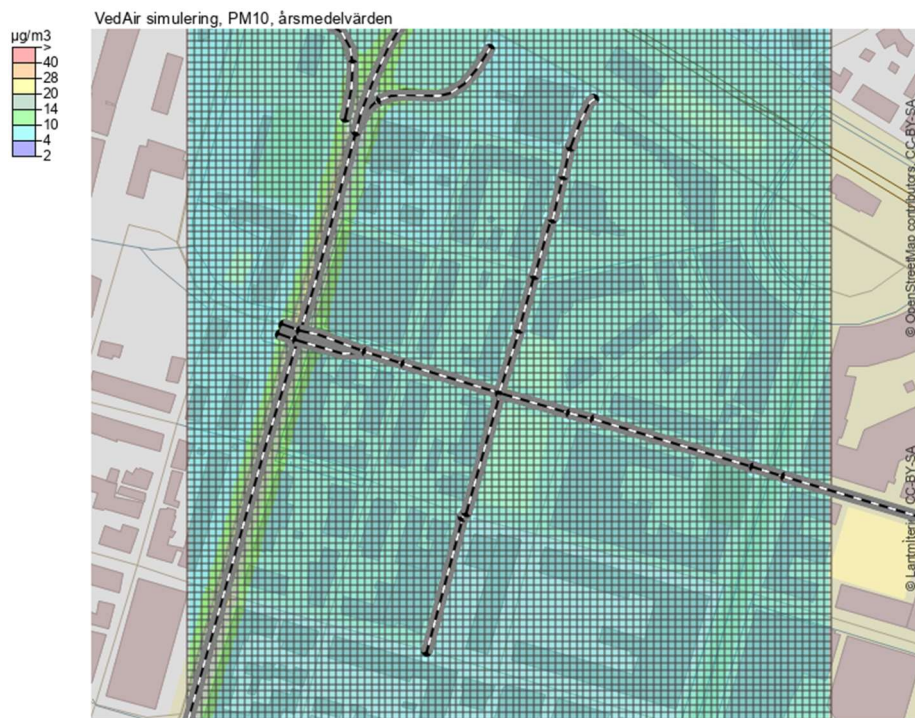 VedAir simulering, PM10, årsmedelvärden
µg/m3
>
40
28
20
14
10
4
2
© OpenStreetMap contributors, CC-BY-SA
© Lantmäteriet, CC-BY-SA